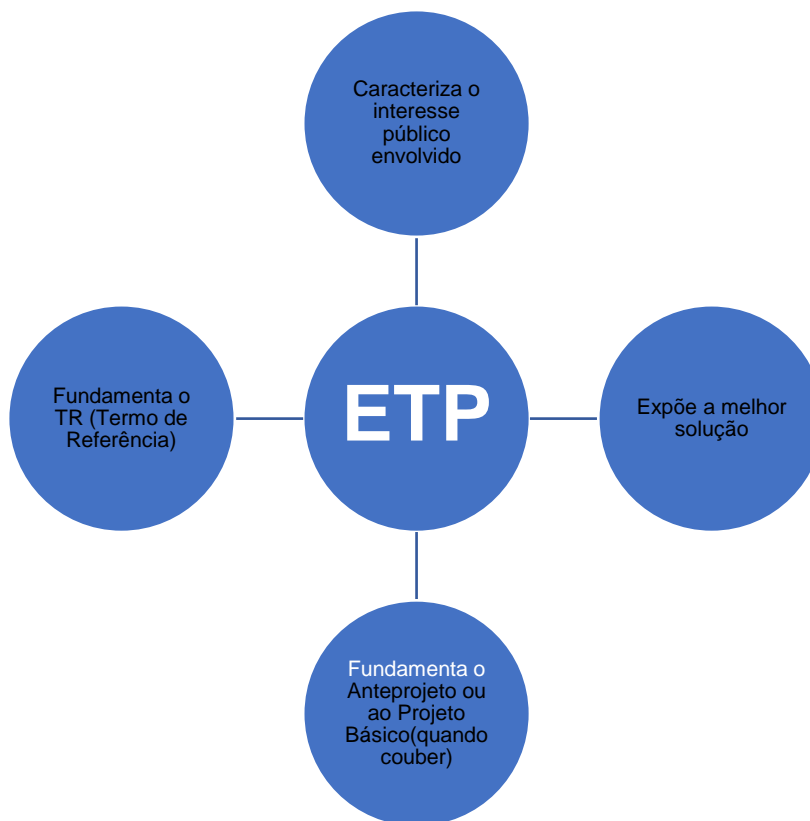 Caracteriza o
interesse
público
envolvido
Fundamenta o
TR (Termo de
Referência)
ETP
Expõe a melhor
solução
Fundamenta o
Anteprojeto ou
ao Projeto
Básico(quando
couber)